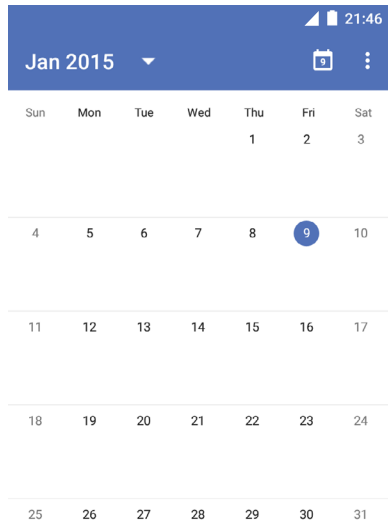 21:46
Jan 2015 9
Sun Mon Tue Wed Thu Fri Sat
1 2 3
4 5 6 7 8 9 10
11 12 13 14 15 16 17
18 19 20 21 22 23 24
25 26 27 28 29 30 31